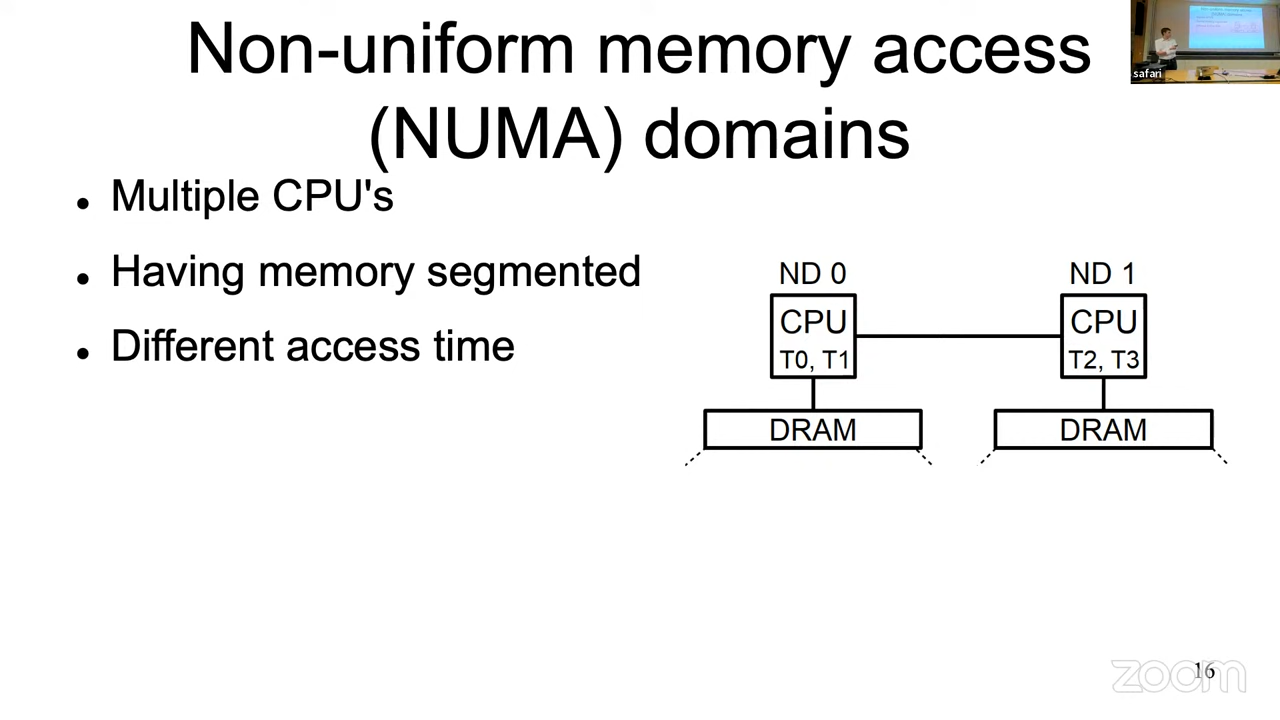 Non-uniform memory access
(NUMA) domains
safari
Multiple CPU's
Having memory segmented
Different access time
ND 0
ND 1
CPU
T0, T1
CPU
T2, T3
DRAM
DRAM
16
zoom